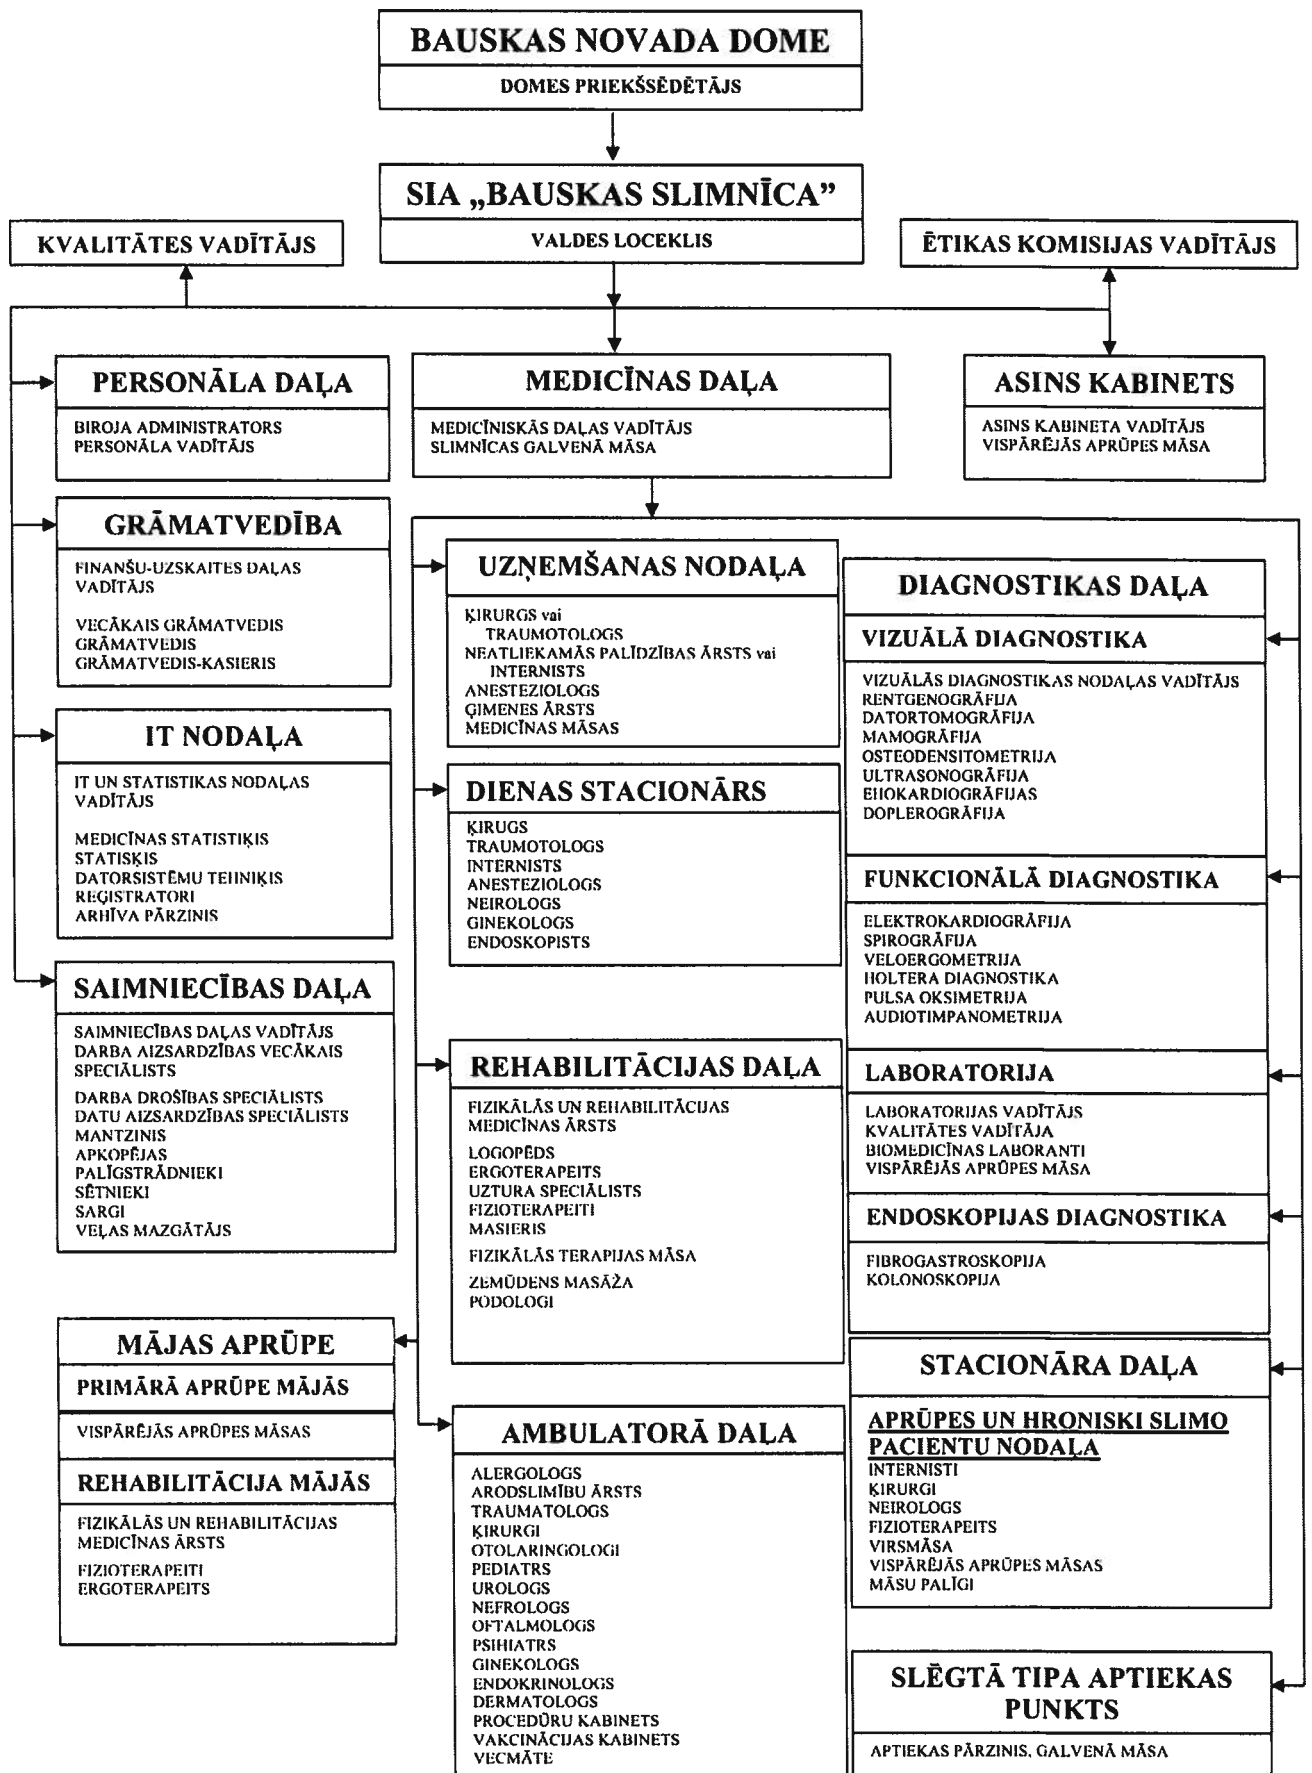 BAUSKAS NOVADA DOME
DOMES PRIEKŠSĒDĒTĀJS
SIA „BAUSKAS SLIMNĪCA”
VALDES LOCEKLIS
KVALITĀTES VADĪTĀJS
ĒTIKAS KOMISIJAS VADĪTĀJS
PERSONĀLA DAĻA
BIROJA ADMINISTRATORS
PERSONĀLA VADĪTĀJS
MEDICĪNAS DAĻA
MEDICĪNISKĀS DAĻAS VADĪTĀJS
SLIMNĪCAS GALVENĀ MĀSA
ASINS KABINETS
ASINS KABINETA VADĪTĀJS
VISPĀRĒJĀS APRŪPES MĀSA
GRĀMATVEDĪBA
FINANŠU-UZSKAITES DAĻAS
VADĪTĀJS
VECĀKAIS GRĀMATVEDIS
GRĀMATVEDIS
GRĀMATVEDIS-KASIERIS
IT NODAĻA
IT UN STATISTIKAS NODAĻAS
VADĪTĀJS
MEDICĪNAS STATISTIĶIS
STATISĶIS
DATORSISTĒMU TEHNIĶIS
REĢISTRATORI
ARHĪVA PĀRZINIS
SAIMNIECĪBAS DAĻA
SAIMNIECĪBAS DAĻAS VADĪTĀJS
DARBA AIZSARDZĪBAS VECĀKAIS
SPECIĀLISTS
DARBA DROŠĪBAS SPECIĀLISTS
DATU AIZSARDZĪBAS SPECIĀLISTS
MANTZINIS
APKOPĒJAS
PALĪGSTRĀDNIEKI
SĒTNIEKI
SARGI
VEĻAS MAZGĀTĀJS
MĀJAS APRŪPE
PRIMĀRĀ APRŪPE MĀJĀS
VISPĀRĒJĀS APRŪPES MĀSAS
REHABILITĀCIJA MĀJĀS
FIZIKĀLĀS UN REHABILITĀCIJAS
MEDICĪNAS ĀRSTS
FIZIOTERAPEITI
ERGOTERAPEITS
UZŅEMŠANAS NODAĻA
ĶIRURGS vai
TRAUMOTOLOGS
NEATLIEKAMĀS PALĪDZĪBAS ĀRSTS vai
INTERNISTS
ANESTEZIOLOGS
ĢIMENES ĀRSTS
MEDICĪNAS MĀSAS
DIENAS STACIONĀRS
ĶIRUGS
TRAUMOTOLOGS
INTERNISTS
ANESTEZIOLOGS
NEIROLOGS
GINEKOLOGS
ENDOSKOPISTS
REHABILITĀCIJAS DAĻA
FIZIKĀLĀS UN REHABILITĀCIJAS
MEDICĪNAS ĀRSTS
LOGOPĒDS
ERGOTERAPEITS
UZTURA SPECIĀLISTS
FIZIOTERAPEITI
MASIERIS
FIZIKĀLĀS TERAPIJAS MĀSA
ZEMŪDENS MASĀŽA
PODOLOGI
AMBULATORĀ DAĻA
ALERGOLOGS
ARODSLIMĪBU ĀRSTS
TRAUMATOLOGS
ĶIRURGI
OTOLARINGOLOGI
PEDIATRS
UROLOGS
NEFROLOGS
OFTALMOLOGS
PSIHIATRS
GINEKOLOGS
ENDOKRINOLOGS
DERMATOLOGS
PROCEDŪRU KABINETS
VAKCINĀCIJAS KABINETS
VECMĀTE
DIAGNOSTIKAS DAĻA
VIZUĀLĀ DIAGNOSTIKA
VIZUĀLĀS DIAGNOSTIKAS NODAĻAS VADĪTĀJS
RENTGENOGRĀFIJA
DATORTOMOGRĀFIJA
MAMOGRĀFIJA
OSTEODENSITOMETRIJA
ULTRASONOGRĀFIJA
EHOKARDIOGRĀFIJAS
DOPLEROGRĀFIJA
FUNKCIONĀLĀ DIAGNOSTIKA
ELEKTROKARDIOGRĀFIJA
SPIROGRĀFIJA
VELOERGOMETRIJA
HOLTERA DIAGNOSTIKA
PULSA OKSIMETRIJA
AUDIOTIMPANOMETRIJA
LABORATORIJA
LABORATORIJAS VADĪTĀJS
KVALITĀTES VADĪTĀJA
BIOMEDICĪNAS LABORANTI
VISPĀRĒJĀS APRŪPES MĀSA
ENDOSKOPIJAS DIAGNOSTIKA
FIBROGASTROSKOPIJA
KOLONOSKOPIJA
STACIONĀRA DAĻA
APRŪPES UN HRONISKI SLIMO
PACIENTU NODAĻA
INTERNISTI
ĶIRURGI
NEIROLOGS
FIZIOTERAPEITS
VIRSMĀSA
VISPĀRĒJĀS APRŪPES MĀSAS
MĀSU PALĪGI
SLĒGTĀ TIPA APTIEKAS
PUNKTS
APTIEKAS PĀRZINIS, GALVENĀ MĀSA